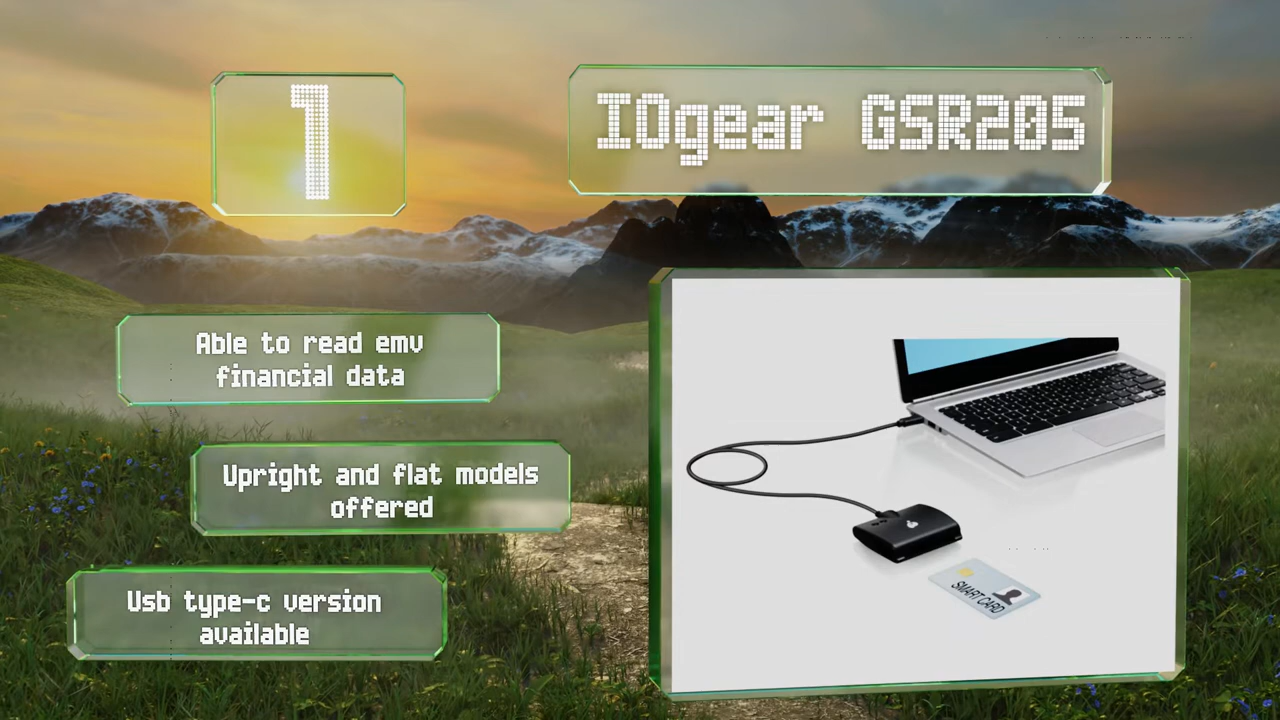 1
IOgear GSR205
Able to read emv
financial data
Upright and flat models
offered
Usb type-c version
available
SMART CARD